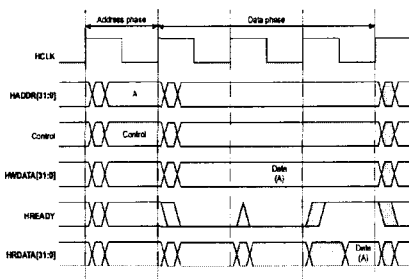 Address phase
Data phase
HCLK
HADDR[31:0]
A
Control
Control
HWDATA[31:0]
Data
(A)
HREADY
HRDATA[31:0]
Data
(A)